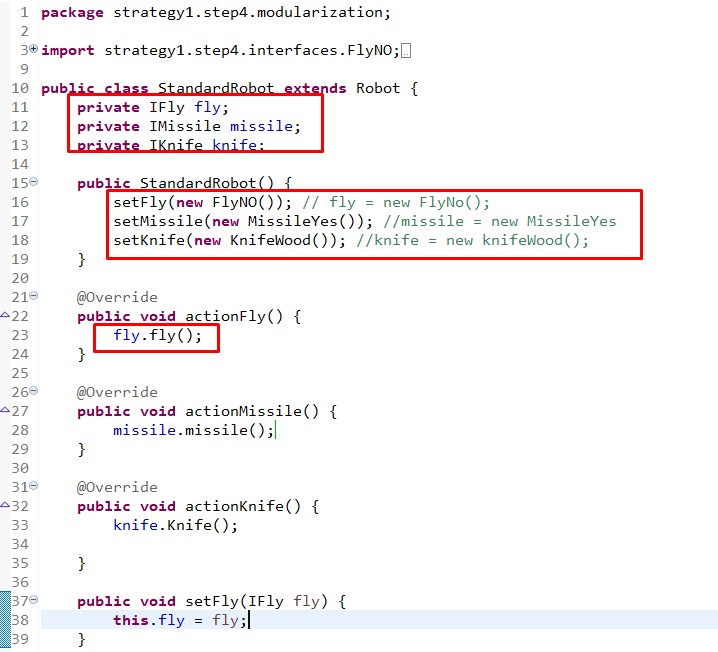 1 package strategy1.step4.modularization;
2
3 import strategy1.step4.interfaces.FlyNO;
9
10 public class StandardRobot extends Robot {
11 private IFly fly;
12 private IMissile missile;
13 private IKnife knife;
14
15 public StandardRobot() {
16 setFly(new FlyNO()); // fly = new FlyNo();
17 setMissile(new MissileYes()); //missile = new MissileYes
18 setKnife(new KnifeWood()); //knife = new knifeWood();
19 }
20
21 @Override
22 public void actionFly() {
23 fly.fly();
24 }
25
26 @Override
27 public void actionMissile() {
28 missile.missile();
29 }
30
31 @Override
32 public void actionKnife() {
33 knife.Knife();
34
35 }
36
37 public void setFly(IFly fly) {
38 this.fly = fly;
39 }